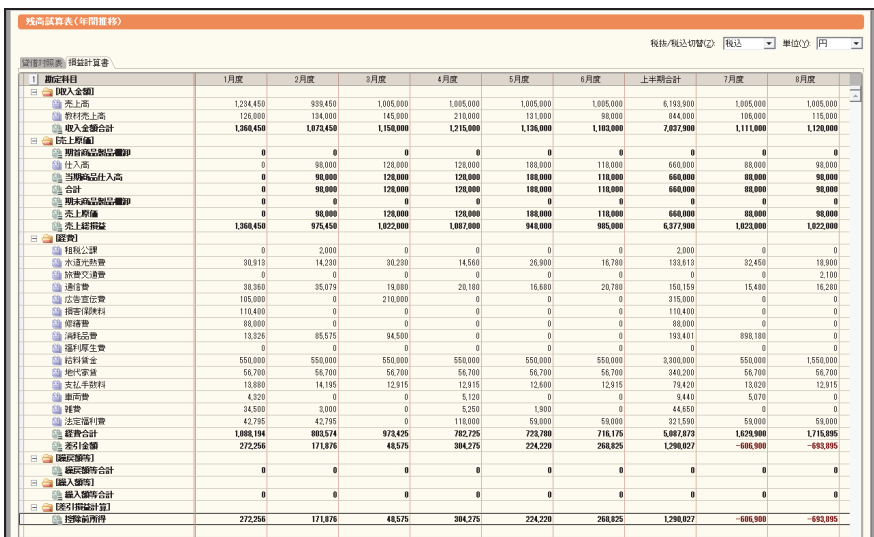 残高試算表(年間推移)
税抜/税込切替(Z): 税込 単位(Y): 円
貸借対照表 損益計算書
1 勘定科目 1月度 2月度 3月度 4月度 5月度 6月度 上半期合計 7月度 8月度
[収入金額]
売上高 1,234,450 939,450 1,005,000 1,005,000 1,005,000 1,005,000 6,193,900 1,005,000 1,005,000
教材売上高 126,000 134,000 145,000 210,000 131,000 98,000 844,000 106,000 115,000
収入金額合計 1,360,450 1,073,450 1,150,000 1,215,000 1,136,000 1,103,000 7,037,900 1,111,000 1,120,000
[売上原価]
期首商品製品棚卸 0 0 0 0 0 0 0 0 0
仕入高 0 98,000 128,000 128,000 188,000 118,000 660,000 88,000 98,000
当期商品仕入高 0 98,000 128,000 128,000 188,000 118,000 660,000 88,000 98,000
合計 0 98,000 128,000 128,000 188,000 118,000 660,000 88,000 98,000
期末商品製品棚卸 0 0 0 0 0 0 0 0 0
売上原価 0 98,000 128,000 128,000 188,000 118,000 660,000 88,000 98,000
売上総損益 1,360,450 975,450 1,022,000 1,087,000 948,000 985,000 6,377,900 1,023,000 1,022,000
[経費]
租税公課 0 2,000 0 0 0 0 2,000 0 0
水道光熱費 30,913 14,230 30,230 14,560 26,900 16,780 133,613 32,450 18,900
旅費交通費 0 0 0 0 0 0 0 0 2,100
通信費 38,360 35,079 19,080 20,180 16,680 20,780 150,159 15,480 16,280
広告宣伝費 105,000 0 210,000 0 0 0 315,000 0 0
損害保険料 110,400 0 0 0 0 0 110,400 0 0
修繕費 88,000 0 0 0 0 0 88,000 0 0
消耗品費 13,326 85,575 94,500 0 0 0 193,401 898,180 0
福利厚生費 0 0 0 0 0 0 0 0 0
給料賃金 550,000 550,000 550,000 550,000 550,000 550,000 3,300,000 550,000 1,550,000
地代家賃 56,700 56,700 56,700 56,700 56,700 56,700 340,200 56,700 56,700
支払手数料 13,880 14,195 12,915 12,915 12,600 12,915 79,420 13,020 12,915
車両費 4,320 0 0 5,120 0 0 9,440 5,070 0
雑費 34,500 3,000 0 5,250 1,900 0 44,650 0 0
法定福利費 42,795 42,795 0 118,000 59,000 59,000 321,590 59,000 59,000
経費合計 1,088,194 803,574 973,425 782,725 723,780 716,175 5,087,873 1,629,900 1,715,895
差引金額 272,256 171,876 48,575 304,275 224,220 268,825 1,290,027 -606,900 -693,895
[繰戻額等]
繰戻額等合計 0 0 0 0 0 0 0 0 0
[繰入額等]
繰入額等合計 0 0 0 0 0 0 0 0 0
[差引損益計算]
控除前所得 272,256 171,876 48,575 304,275 224,220 268,825 1,290,027 -606,900 -693,895